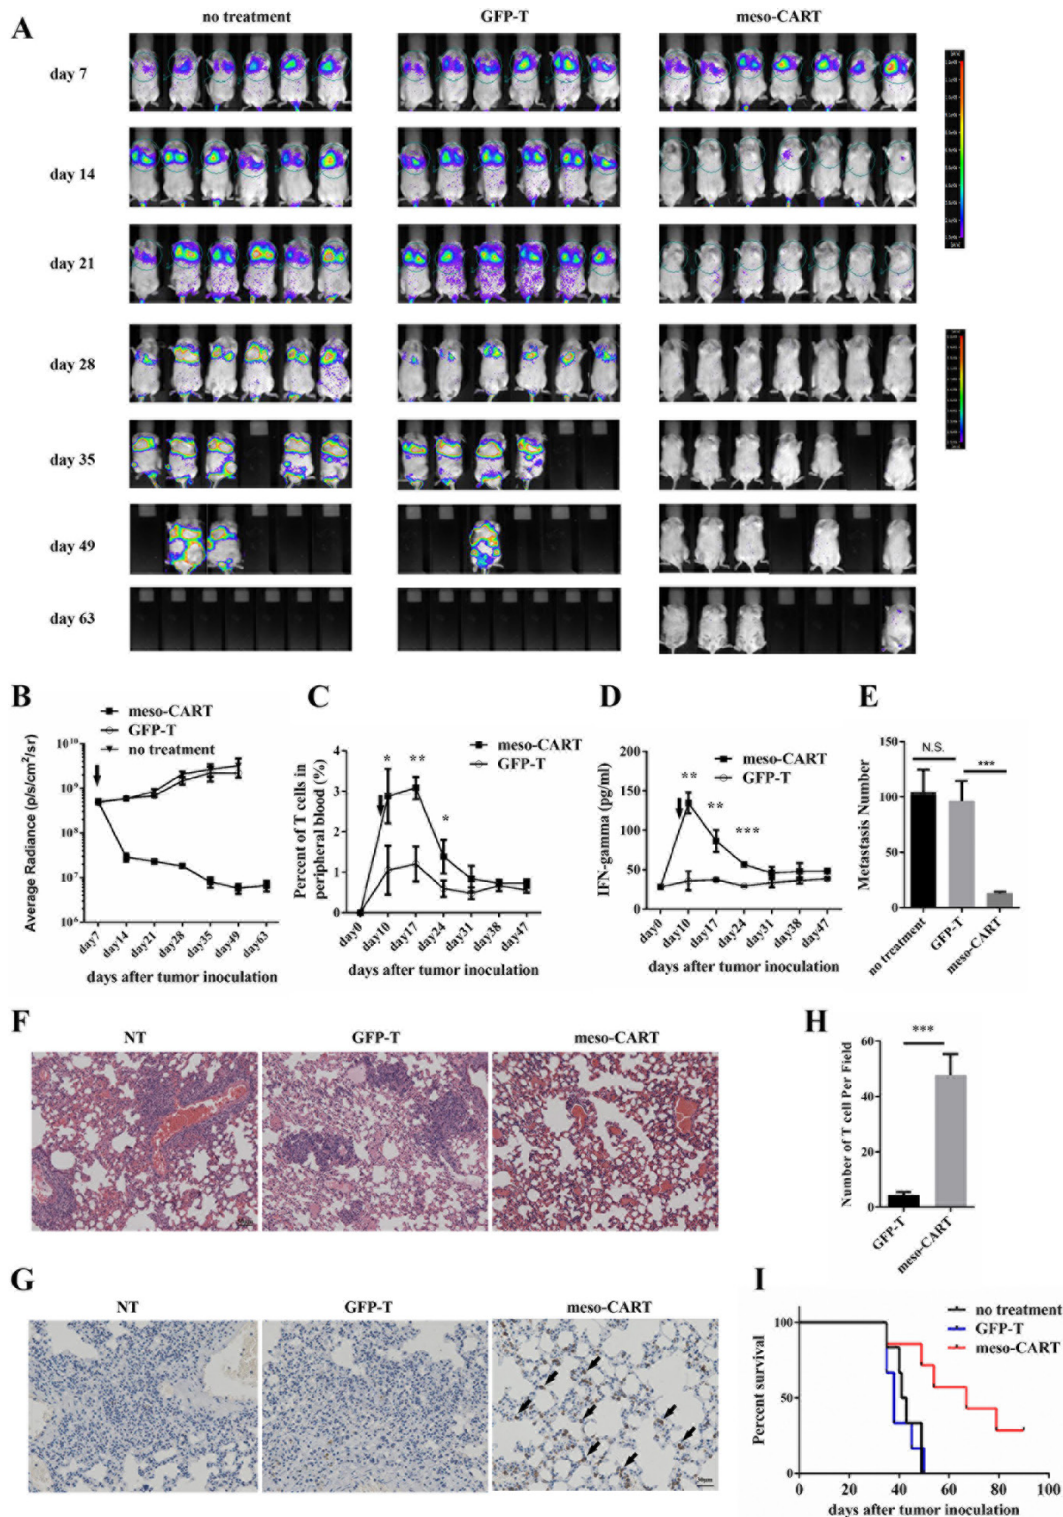 A
no treatment GFP-T meso-CART
day 7
day 14
day 21
day 28
day 35
day 49
day 63
B
meso-CART
GFP-T
no treatment
Average Radiance (p/s/cm²/sr)
10¹⁰
10⁹
10⁸
10⁷
10⁶
day7 day14 day21 day28 day35 day49 day63
days after tumor inoculation
C
meso-CART
GFP-T
Percent of T cells in
peripheral blood (%)
4
3
2
1
0
* ** *
day0 day10 day17 day24 day31 day38 day47
days after tumor inoculation
D
meso-CART
GFP-T
IFN-gamma (pg/ml)
200
150
100
50
0
** ** ***
day0 day10 day17 day24 day31 day38 day47
days after tumor inoculation
E
Metastasis Number
150
100
50
0
N.S. ***
no treatment GFP-T meso-CART
F
NT GFP-T meso-CART
H
Number of T cell Per Field
60
40
20
0
***
GFP-T meso-CART
G
NT GFP-T meso-CART
I
no treatment
GFP-T
meso-CART
Percent survival
100
50
0
0 20 40 60 80 100
days after tumor inoculation